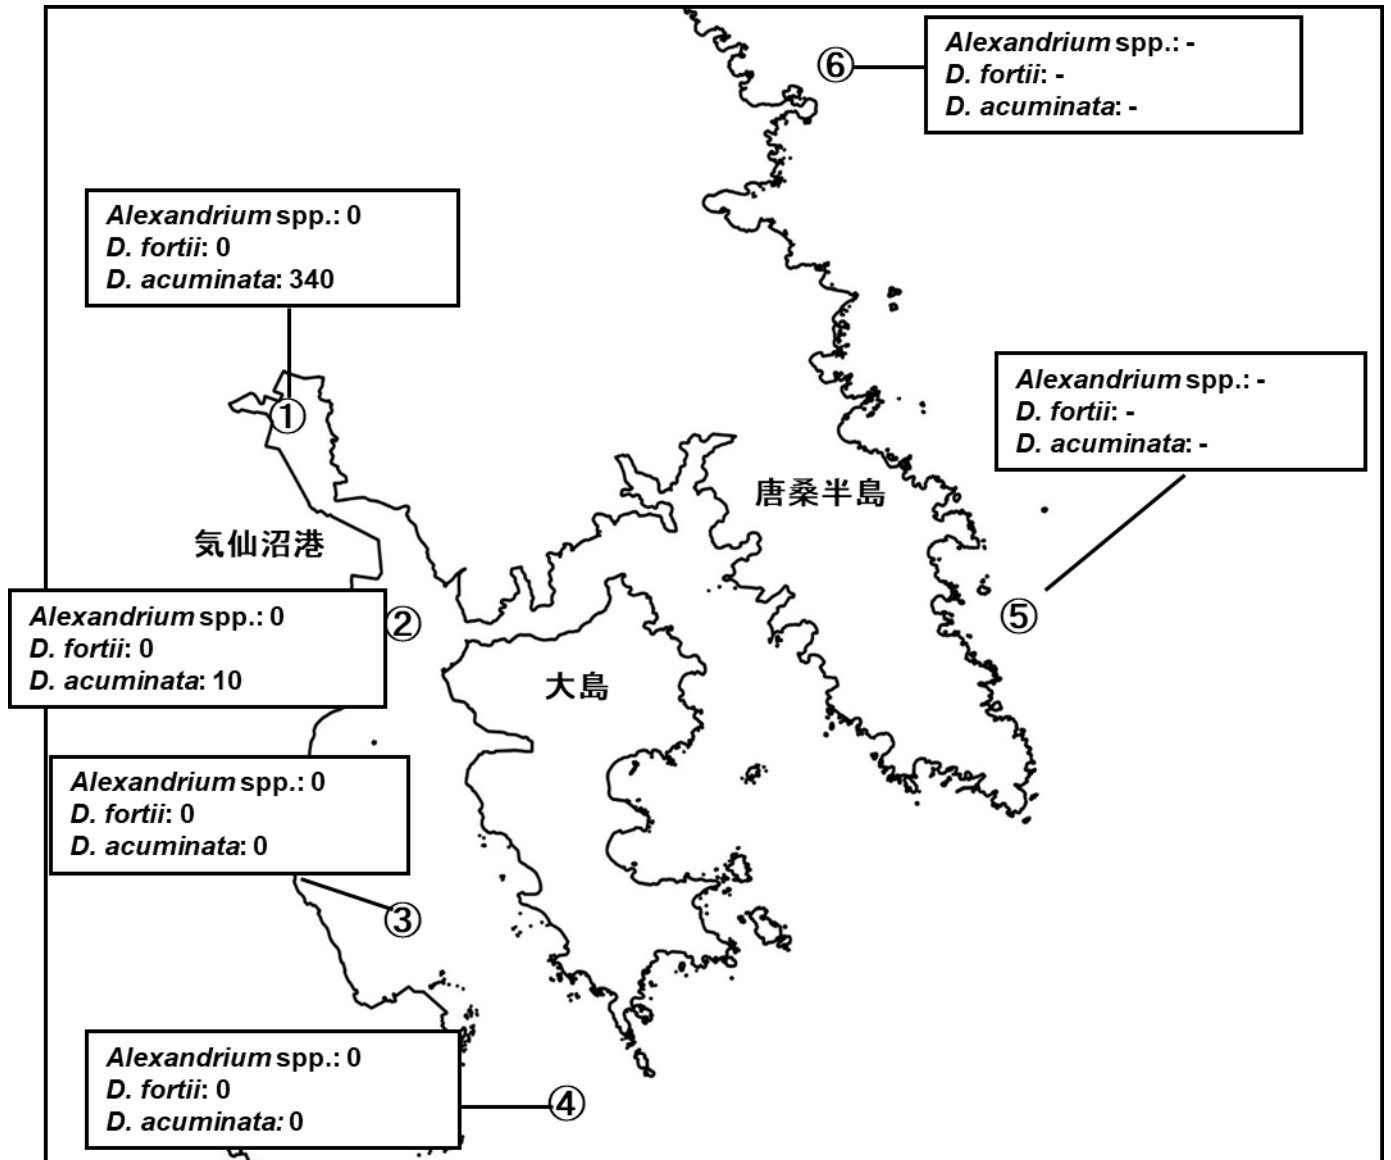 ⑥
Alexandrium spp.: -
D. fortii: -
D. acuminata: -
Alexandrium spp.: 0
D. fortii: 0
D. acuminata: 340
①
Alexandrium spp.: -
D. fortii: -
D. acuminata: -
唐桑半島
気仙沼港
Alexandrium spp.: 0
D. fortii: 0
D. acuminata: 10
②
⑤
大島
Alexandrium spp.: 0
D. fortii: 0
D. acuminata: 0
③
Alexandrium spp.: 0
D. fortii: 0
D. acuminata: 0
④